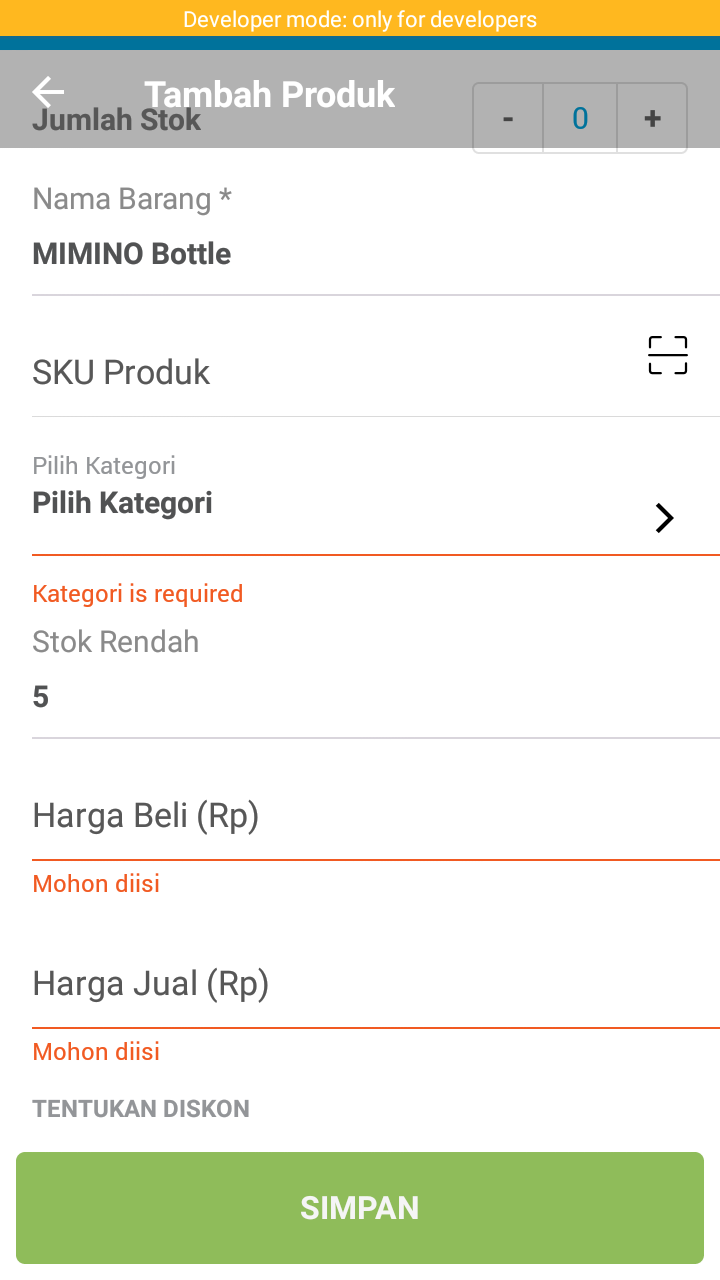 Developer mode: only for developers
Tambah Produk
Jumlah Stok
- 0 +
Nama Barang *
MIMINO Bottle
SKU Produk
Pilih Kategori
Pilih Kategori
Kategori is required
Stok Rendah
5
Harga Beli (Rp)
Mohon diisi
Harga Jual (Rp)
Mohon diisi
TENTUKAN DISKON
SIMPAN